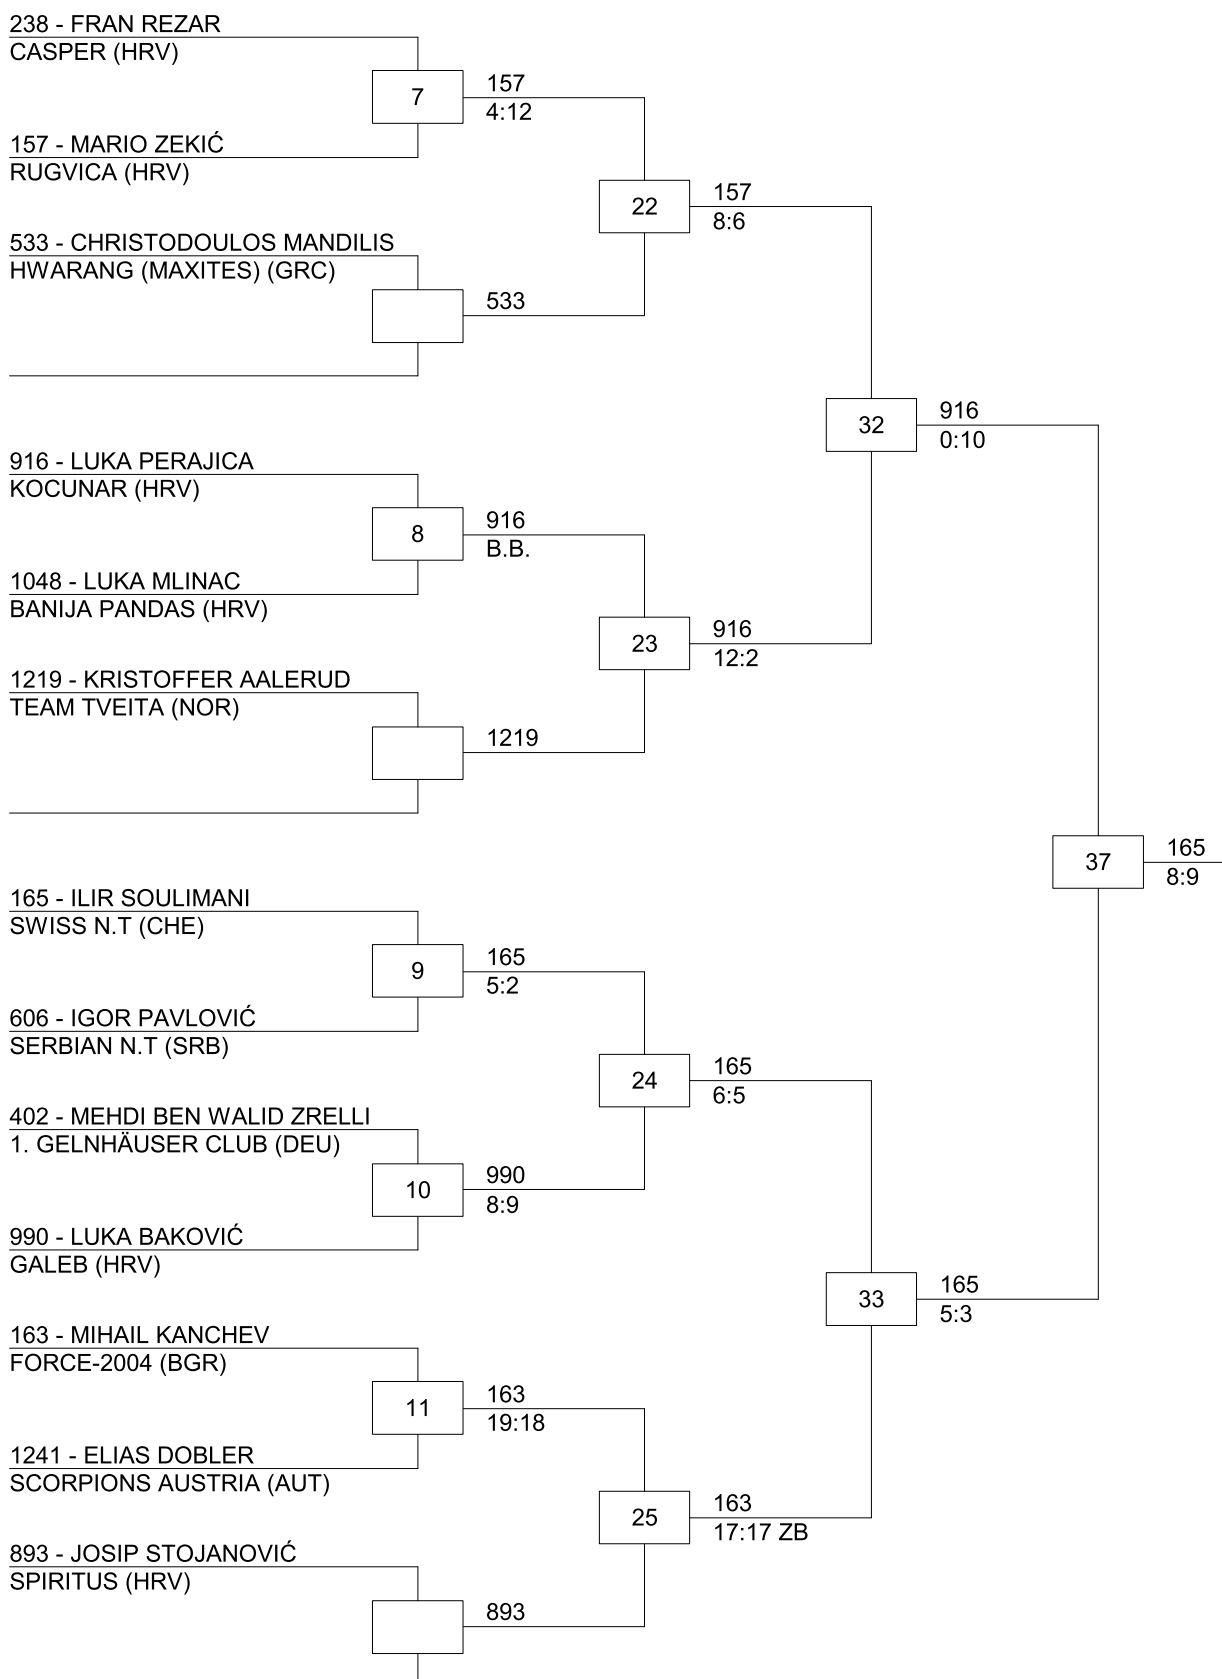 238 - FRAN REZAR
CASPER (HRV)
7
157
4:12
157 - MARIO ZEKIĆ
RUGVICA (HRV)
22
157
8:6
533 - CHRISTODOULOS MANDILIS
HWARANG (MAXITES) (GRC)
533
32
916
0:10
916 - LUKA PERAJICA
KOCUNAR (HRV)
8
916
B.B.
1048 - LUKA MLINAC
BANIJA PANDAS (HRV)
23
916
12:2
1219 - KRISTOFFER AALERUD
TEAM TVEITA (NOR)
1219
37
165
8:9
165 - ILIR SOULIMANI
SWISS N.T (CHE)
9
165
5:2
606 - IGOR PAVLOVIĆ
SERBIAN N.T (SRB)
24
165
6:5
402 - MEHDI BEN WALID ZRELLI
1. GELNHÄUSER CLUB (DEU)
10
990
8:9
990 - LUKA BAKOVIĆ
GALEB (HRV)
33
165
5:3
163 - MIHAIL KANCHEV
FORCE-2004 (BGR)
11
163
19:18
1241 - ELIAS DOBLER
SCORPIONS AUSTRIA (AUT)
25
163
17:17 ZB
893 - JOSIP STOJANOVIĆ
SPIRITUS (HRV)
893